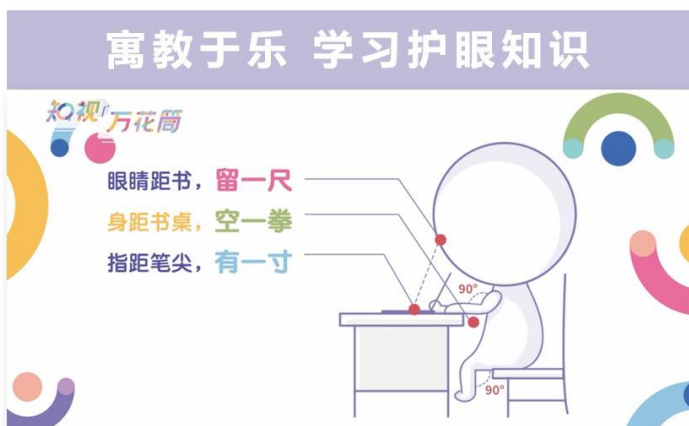 寓教于乐 学习护眼知识
知视万花筒
眼睛距书，留一尺
身距书桌，空一拳
指距笔尖，有一寸
90°
90°